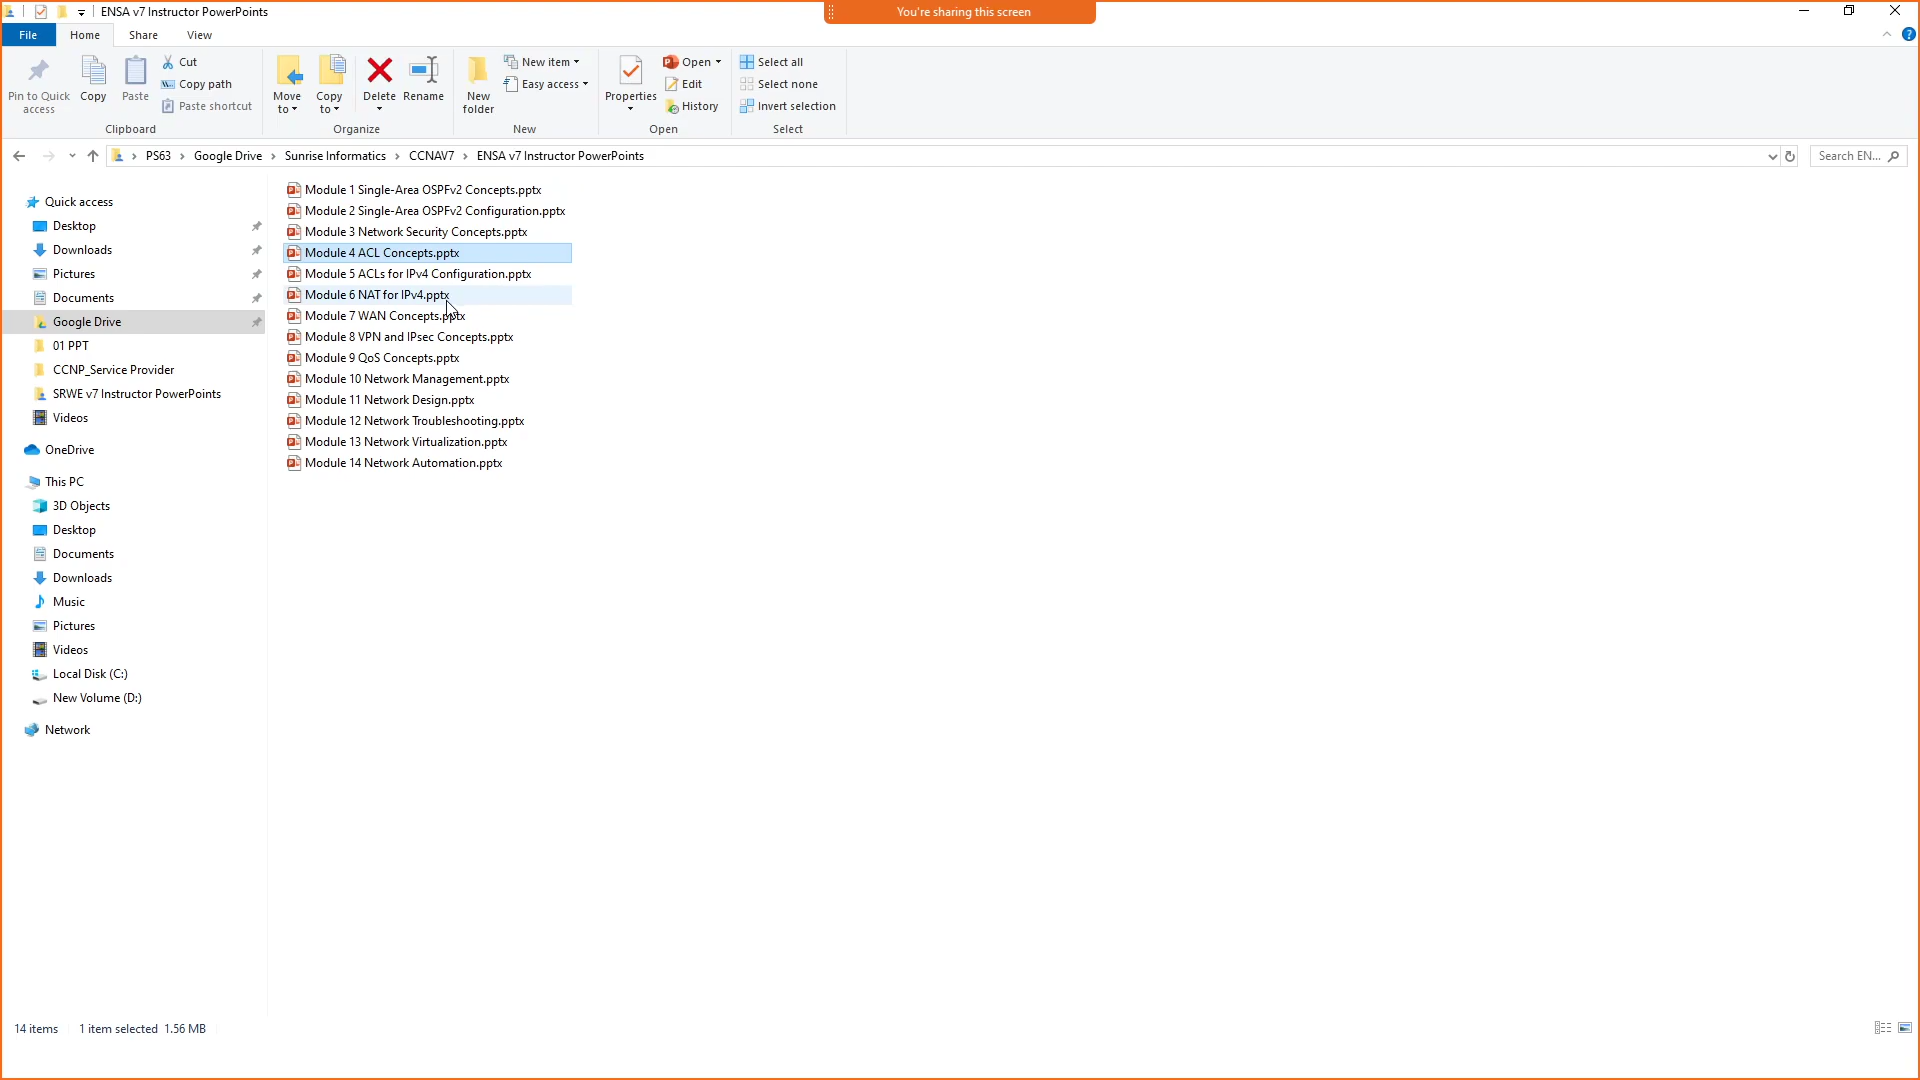 ENSA v7 Instructor PowerPoints
You're sharing this screen
File Home Share View
Pin to Quick access
Copy
Paste
Cut
Copy path
Paste shortcut
Clipboard
Move to
Copy to
Delete
Rename
Organize
New folder
New item
Easy access
New
Properties
Open
Edit
History
Open
Select all
Select none
Invert selection
Select
PS63 > Google Drive > Sunrise Informatics > CCNAV7 > ENSA v7 Instructor PowerPoints
Search EN...
Quick access
Desktop
Downloads
Pictures
Documents
Google Drive
01 PPT
CCNP_Service Provider
SRWE v7 Instructor PowerPoints
Videos
OneDrive
This PC
3D Objects
Desktop
Documents
Downloads
Music
Pictures
Videos
Local Disk (C:)
New Volume (D:)
Network
Module 1 Single-Area OSPFv2 Concepts.pptx
Module 2 Single-Area OSPFv2 Configuration.pptx
Module 3 Network Security Concepts.pptx
Module 4 ACL Concepts.pptx
Module 5 ACLs for IPv4 Configuration.pptx
Module 6 NAT for IPv4.pptx
Module 7 WAN Concepts.pptx
Module 8 VPN and IPsec Concepts.pptx
Module 9 QoS Concepts.pptx
Module 10 Network Management.pptx
Module 11 Network Design.pptx
Module 12 Network Troubleshooting.pptx
Module 13 Network Virtualization.pptx
Module 14 Network Automation.pptx
14 items 1 item selected 1.56 MB